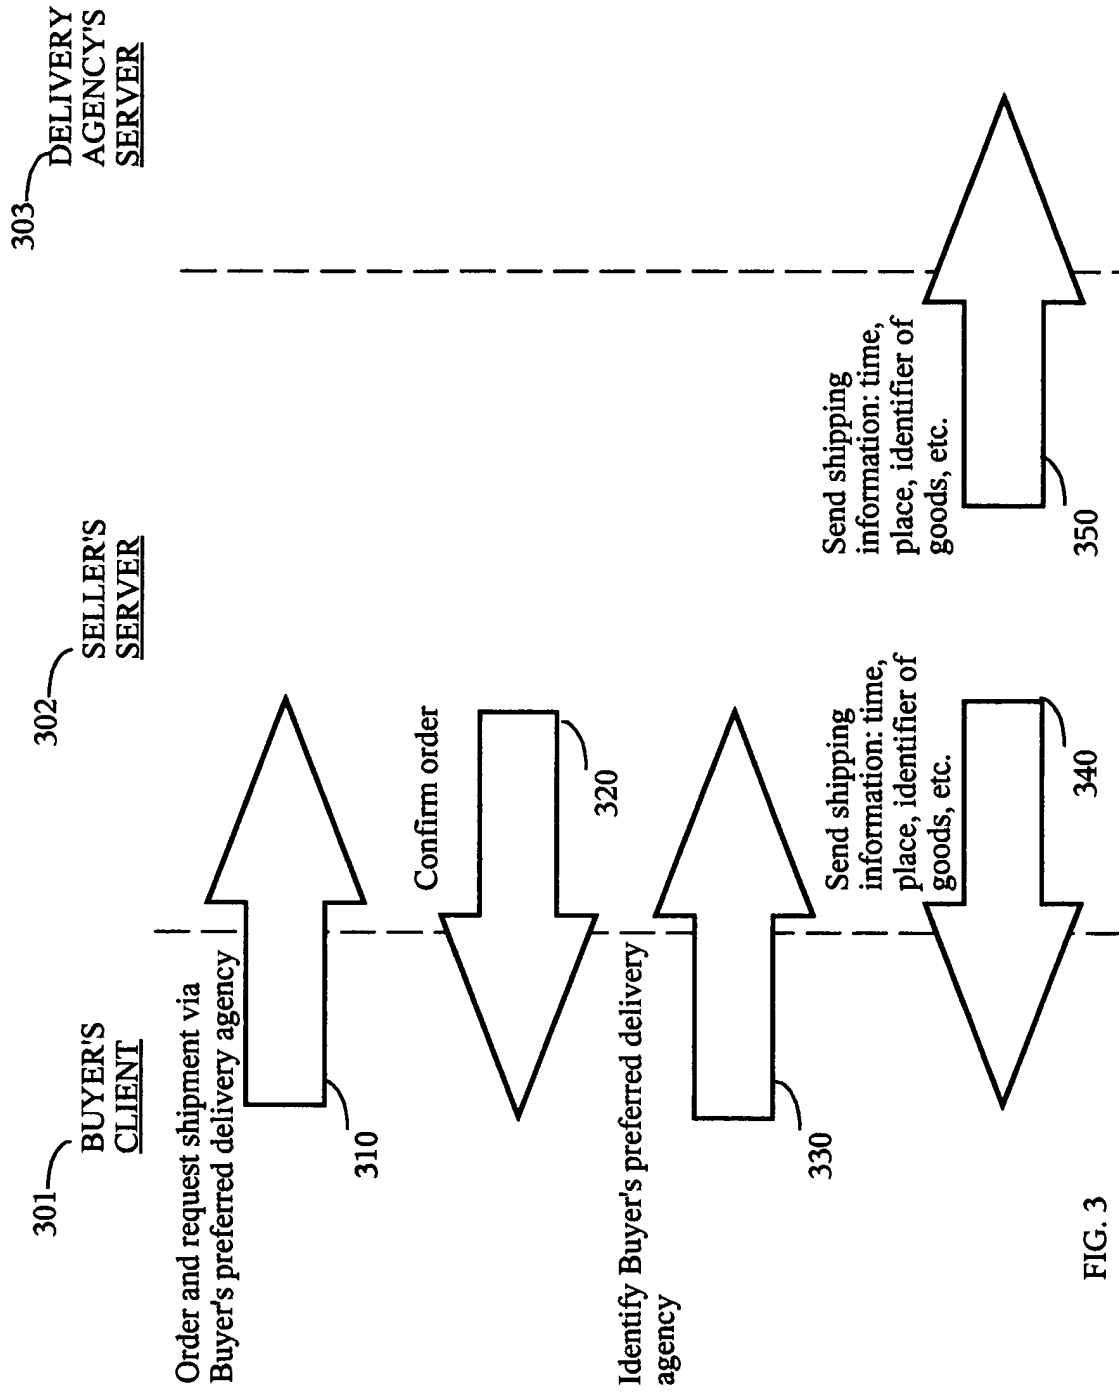 301
BUYER'S
CLIENT
302
SELLER'S
SERVER
303
DELIVERY
AGENCY'S
SERVER
Order and request shipment via
Buyer's preferred delivery agency
310
Confirm order
320
Identify Buyer's preferred delivery
agency
330
Send shipping
information: time,
place, identifier of
goods, etc.
340
Send shipping
information: time,
place, identifier of
goods, etc.
350
FIG. 3